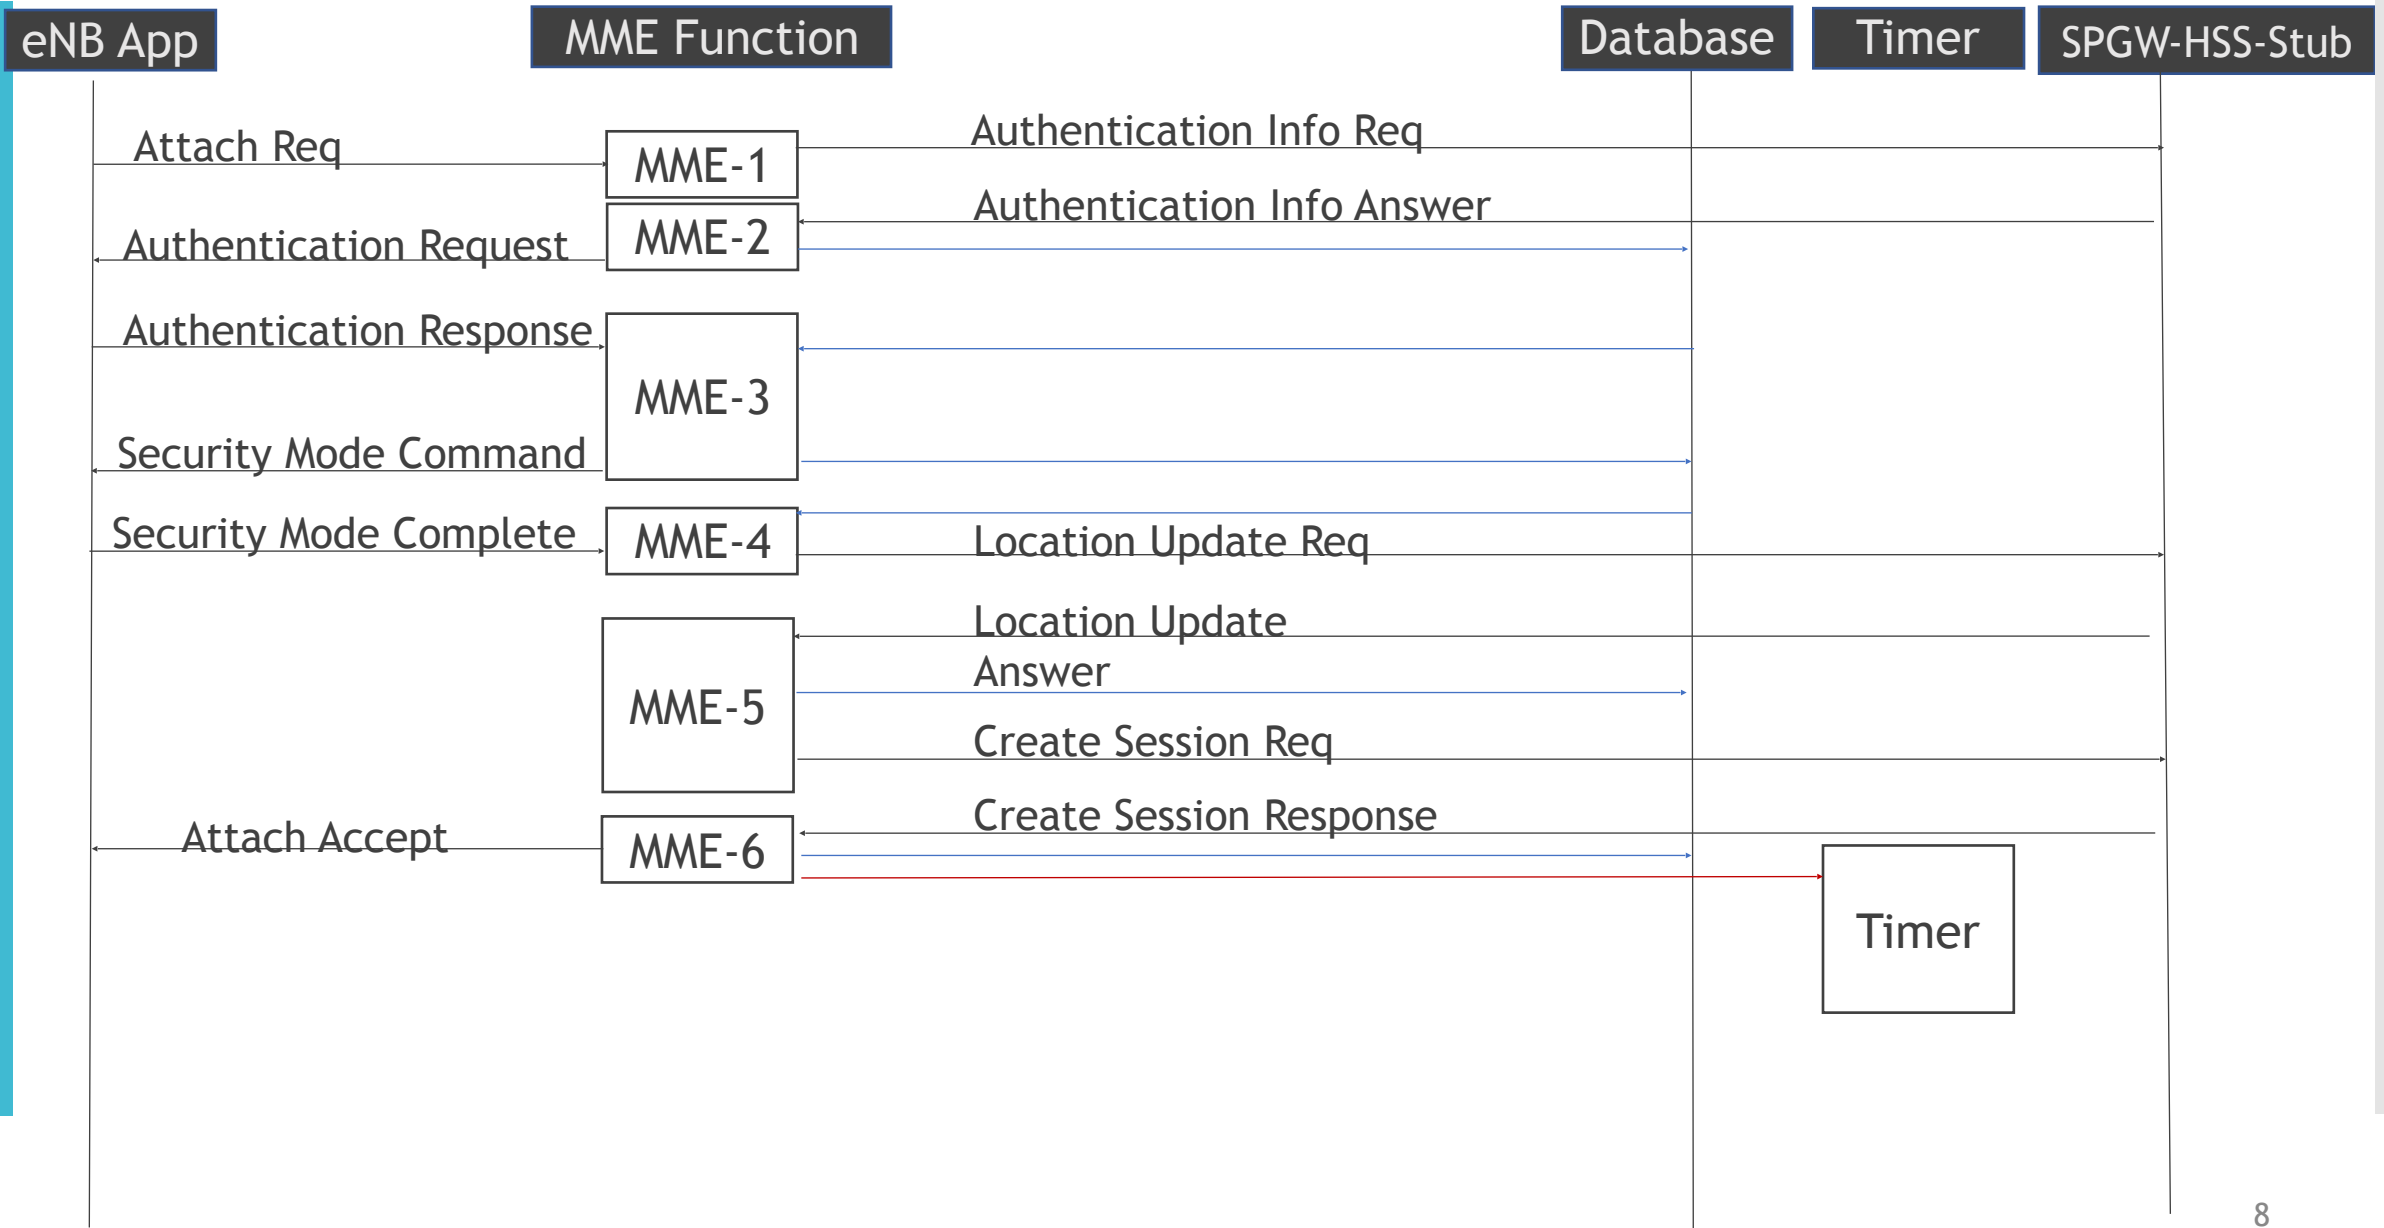 eNB App
MME Function
Database
Timer
SPGW-HSS-Stub
Attach Req
MME-1
Authentication Info Req
Authentication Info Answer
MME-2
Authentication Request
Authentication Response
MME-3
Security Mode Command
Security Mode Complete
MME-4
Location Update Req
Location Update
Answer
MME-5
Create Session Req
Create Session Response
Attach Accept
MME-6
Timer
8